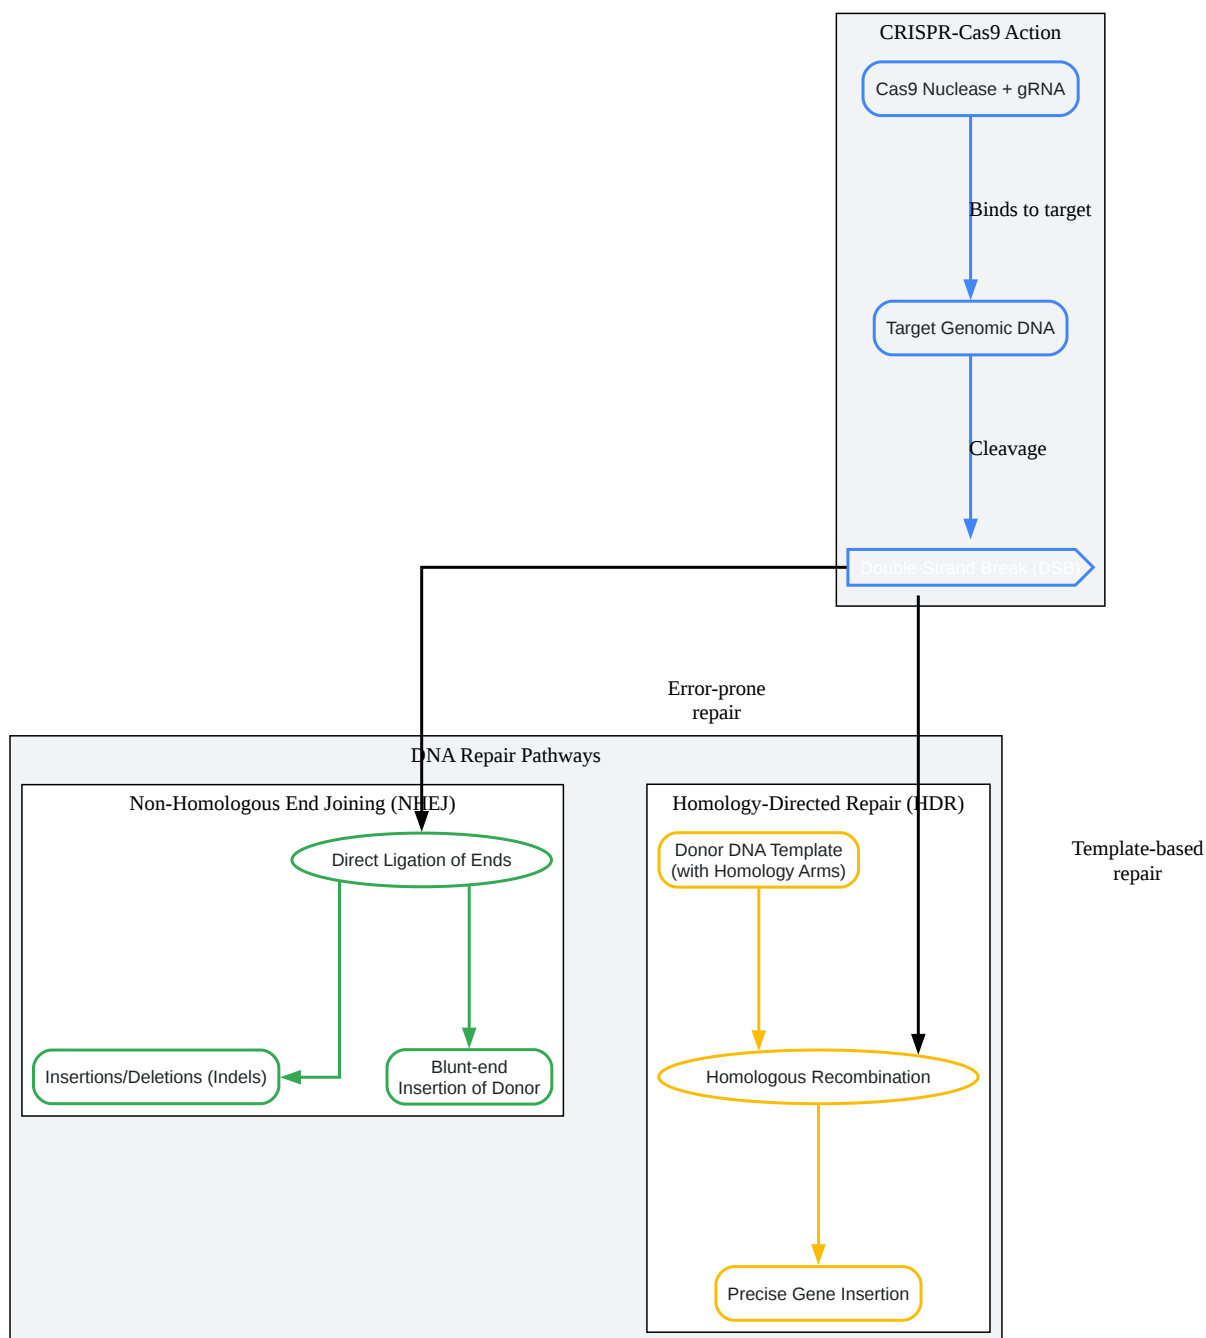 CRISPR-Cas9 Action
Cas9 Nuclease + gRNA
Binds to target
Target Genomic DNA
Cleavage
Double-Strand Break (DSB)
Error-prone
repair
DNA Repair Pathways
Non-Homologous End Joining (NHEJ)
Direct Ligation of Ends
Insertions/Deletions (Indels)
Blunt-end
Insertion of Donor
Homology-Directed Repair (HDR)
Donor DNA Template
(with Homology Arms)
Template-based
repair
Homologous Recombination
Precise Gene Insertion